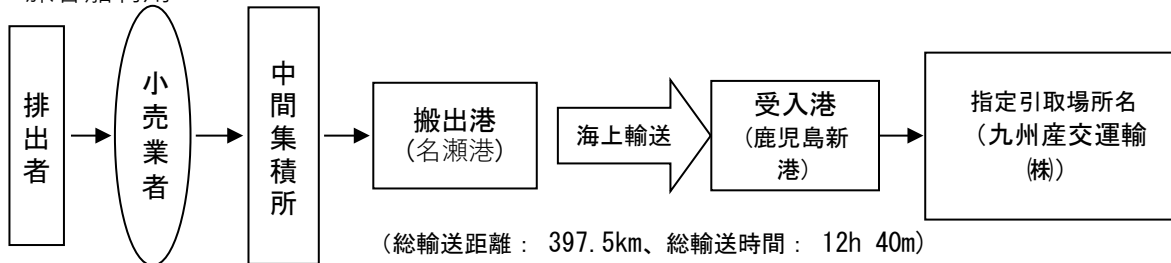 排出者
小売業者
中間集積所
搬出港
(名瀬港)
海上輸送
受入港
(鹿児島新
港)
指定引取場所名
(九州産交運輸
㈱)
(総輸送距離: 397.5km、総輸送時間: 12h 40m)